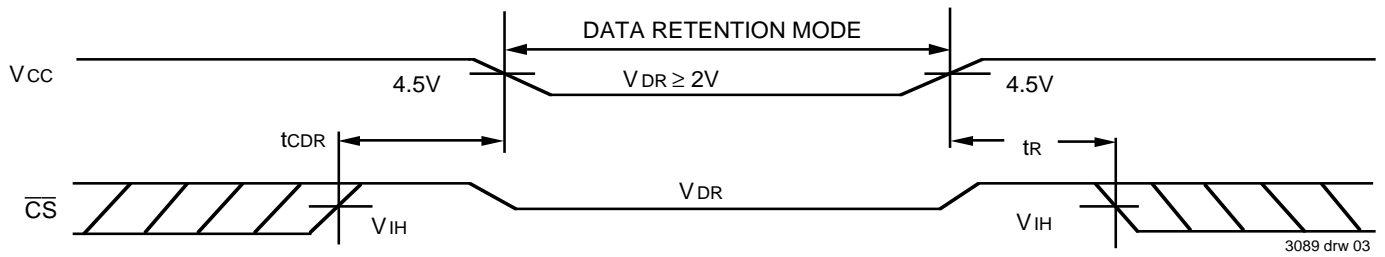 DATA RETENTION MODE
VCC
4.5V
VDR ≥ 2V
4.5V
tCDR
tR
CS
VIH
VDR
VIH
3089 drw 03